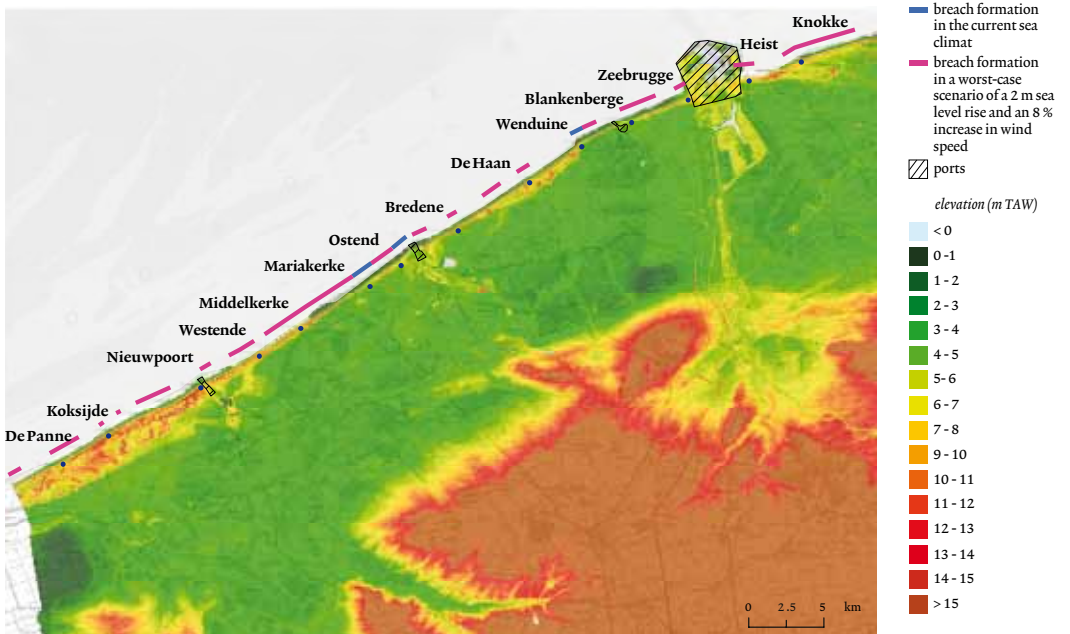 Knokke
Heist
Zeebrugge
Blankenberge
Wenduine
De Haan
Bredene
Ostend
Mariakerke
Middelkerke
Westende
Nieuwpoort
Koksijde
De Panne
0 2.5 5 km
breach formation
in the current sea
climat
breach formation
in a worst-case
scenario of a 2 m sea
level rise and an 8 %
increase in wind
speed
ports
elevation (m TAW)
< 0
0 -1
1 - 2
2 - 3
3 - 4
4 - 5
5- 6
6 - 7
7 - 8
9 - 10
10 - 11
11 - 12
12 - 13
13 - 14
14 - 15
> 15